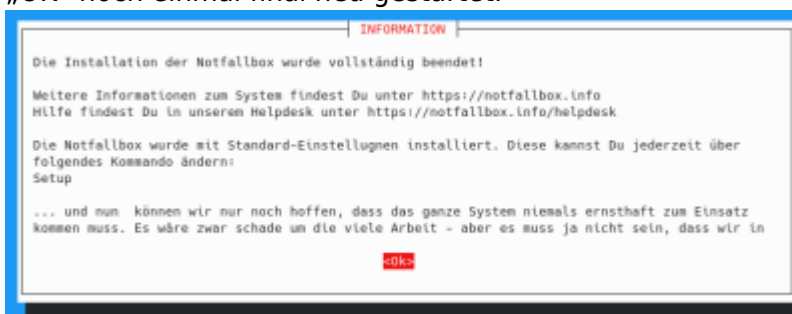 „OK" noch einmal final neu gestartet.
INFORMATION
Die Installation der Notfallbox wurde vollständig beendet!
Weitere Informationen zum System findest Du unter https://notfallbox.info
Hilfe findest Du in unserem Helpdesk unter https://notfallbox.info/helpdesk
Die Notfallbox wurde mit Standard-Einstellugnen installiert. Diese kannst Du jederzeit über
folgendes Kommando ändern:
Setup
... und nun  können wir nur noch hoffen, dass das ganze System niemals ernsthaft zum Einsatz
kommen muss. Es wäre zwar schade um die viele Arbeit – aber es muss ja nicht sein, dass wir in
<Ok>